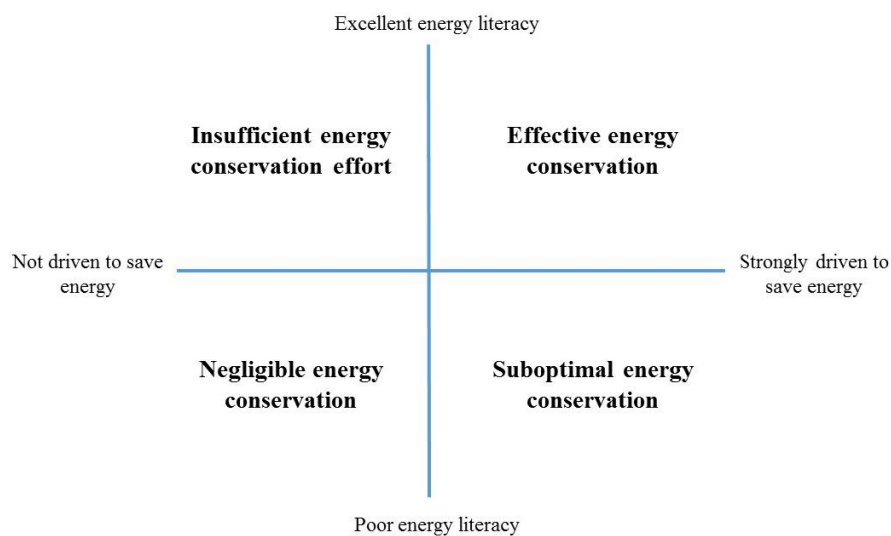 Excellent energy literacy
Insufficient energy
conservation effort
Effective energy
conservation
Not driven to save
energy
Strongly driven to
save energy
Negligible energy
conservation
Suboptimal energy
conservation
Poor energy literacy